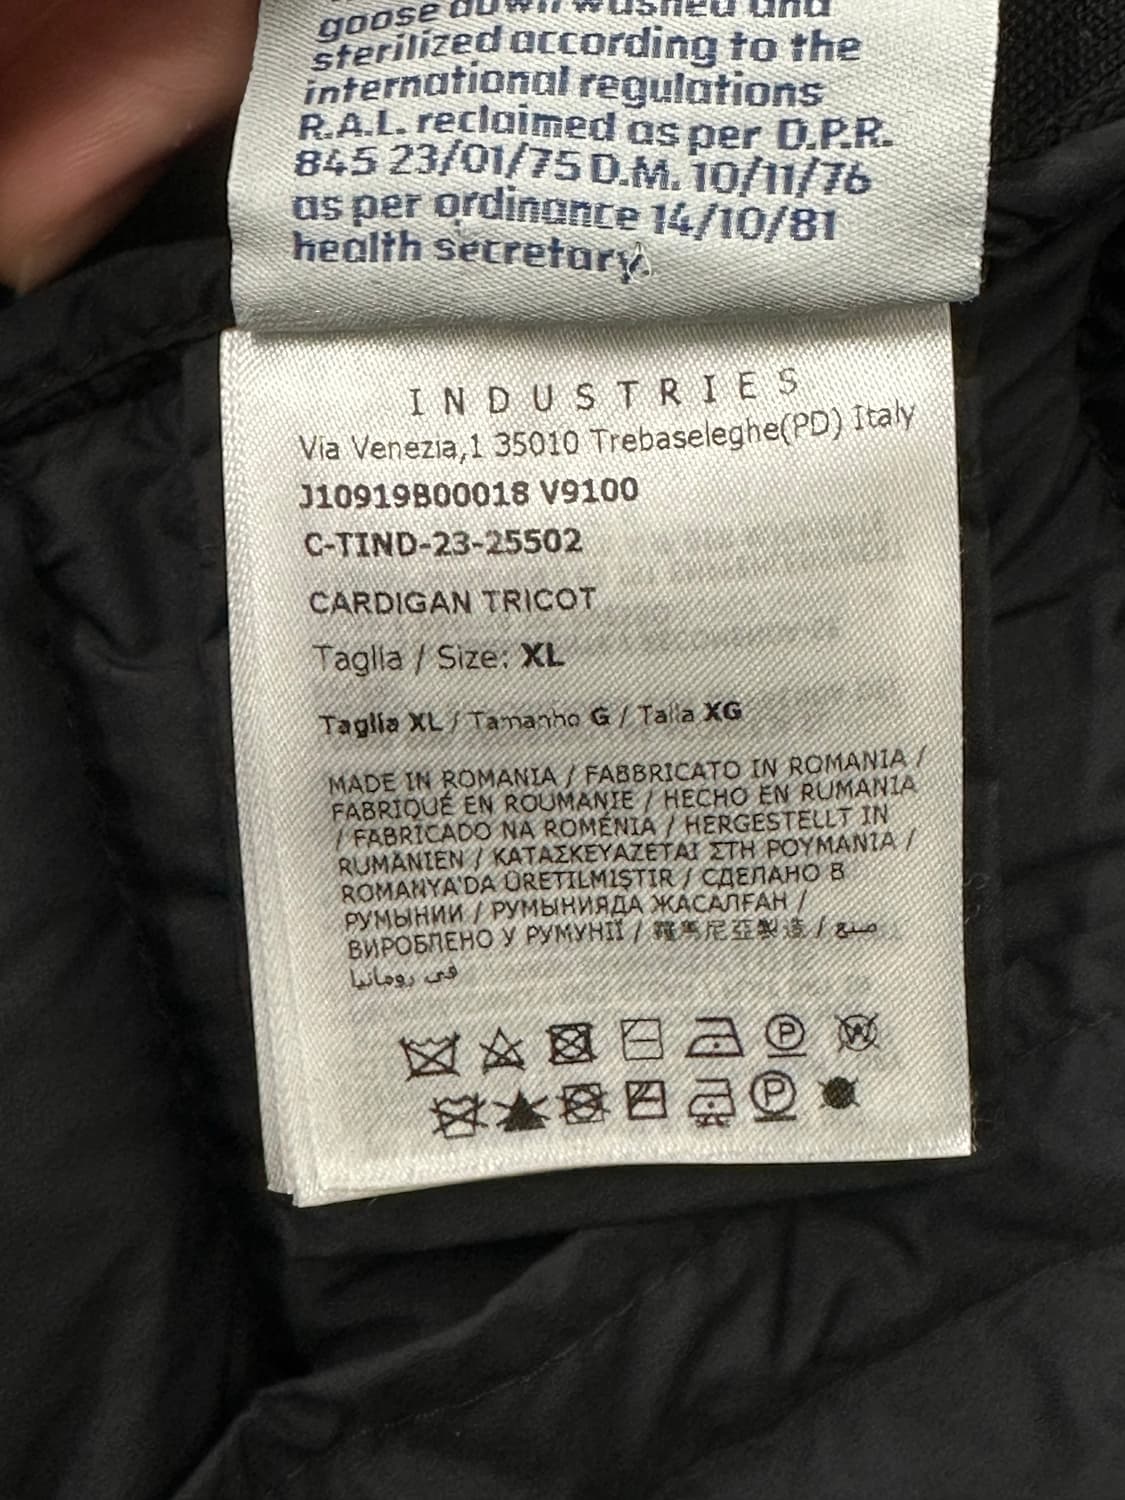 goose down washed and
sterilized according to the
international regulations
R.A.L. reclaimed as per D.P.R.
845 23/01/75 D.M. 10/11/76
as per ordinance 14/10/81
health secretary.
INDUSTRIES
Via Venezia,1 35010 Trebaseleghe(PD) Italy
J10919B00018 V9100
C-TIND-23-25502
CARDIGAN TRICOT
Taglia / Size: XL
Taglia XL / Tamanho G / Talla XG
MADE IN ROMANIA / FABBRICATO IN ROMANIA /
FABRIQUÉ EN ROUMANIE / HECHO EN RUMANIA
/ FABRICADO NA ROMÉNIA / HERGESTELLT IN
RUMÄNIEN / ΚΑΤΑΣΚΕΥΑΖΕΤΑΙ ΣΤΗ ΡΟΥΜΑΝΙΑ /
ROMANYA'DA ÜRETILMIŞTIR / СДЕЛАНО В
РУМЫНИИ / РУМЫНИЯДА ЖАСАЛҒАН /
ВИРОБЛЕНО У РУМУНІЇ / 羅馬尼亞製造 / صنع
في رومانيا
P W
P